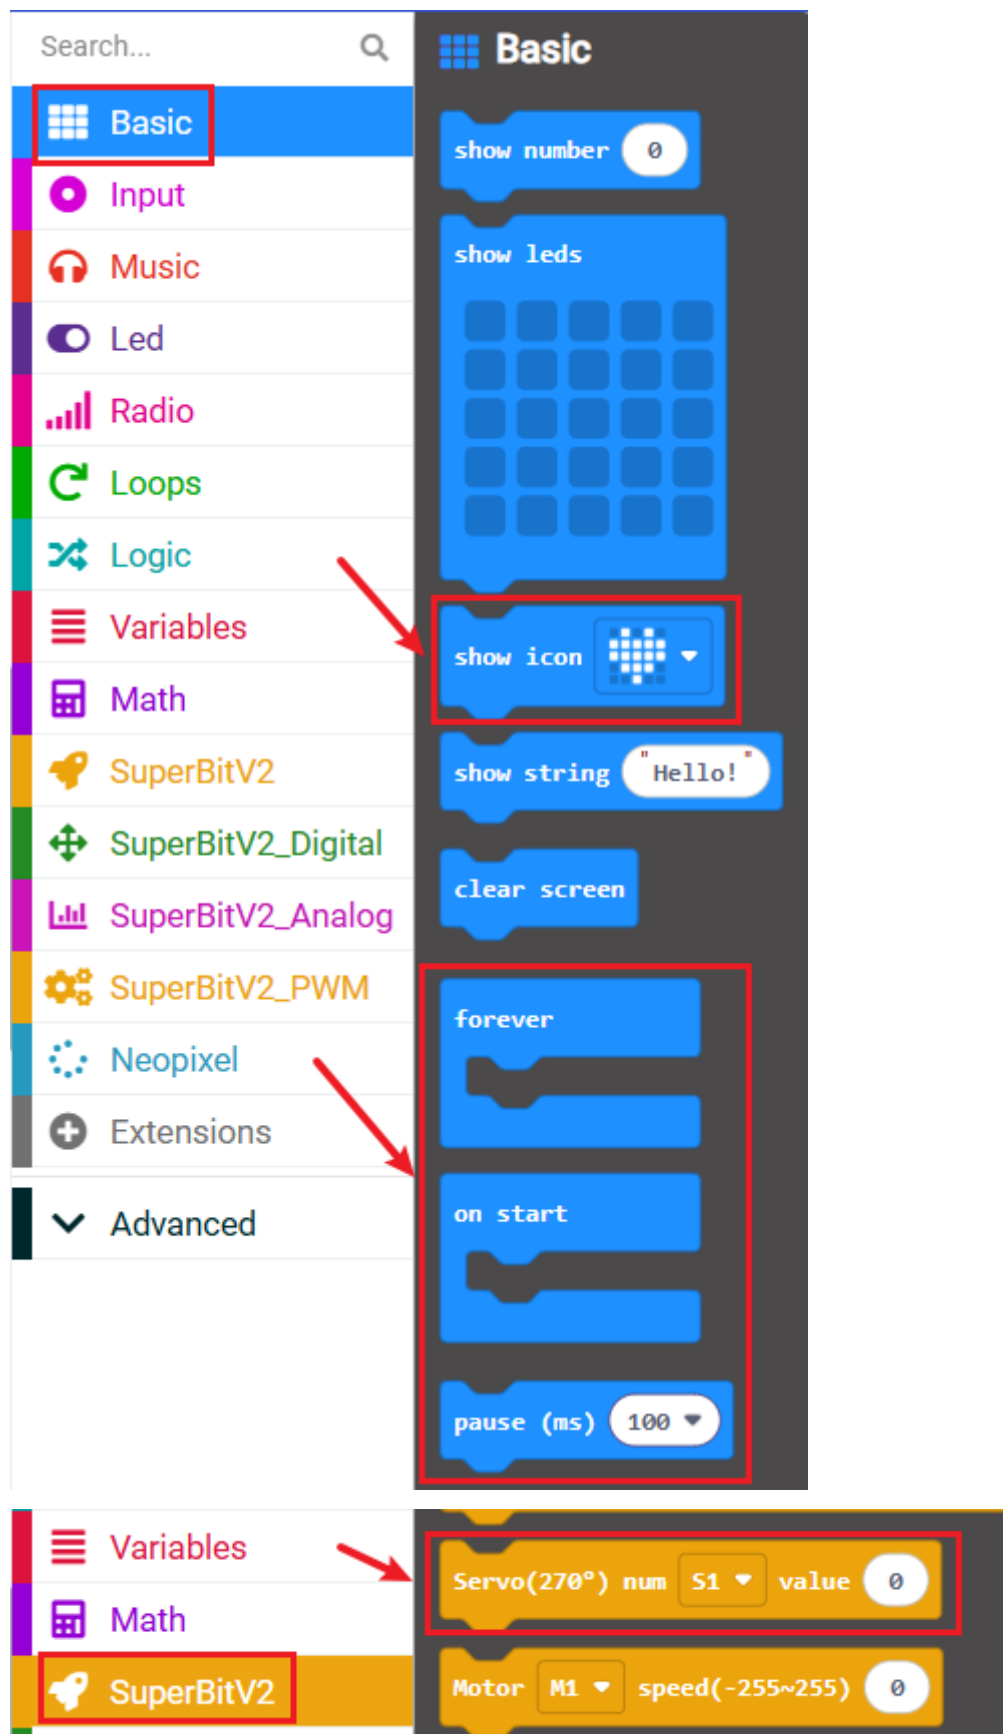 Search...
Basic
Input
Music
Led
Radio
Loops
Logic
Variables
Math
SuperBitV2
SuperBitV2_Digital
SuperBitV2_Analog
SuperBitV2_PWM
Neopixel
Extensions
Advanced
Basic
show number 0
show leds
show icon
show string "Hello!"
clear screen
forever
on start
pause (ms) 100
Variables
Math
SuperBitV2
Servo(270°) num S1 value 0
Motor M1 speed(-255~255) 0